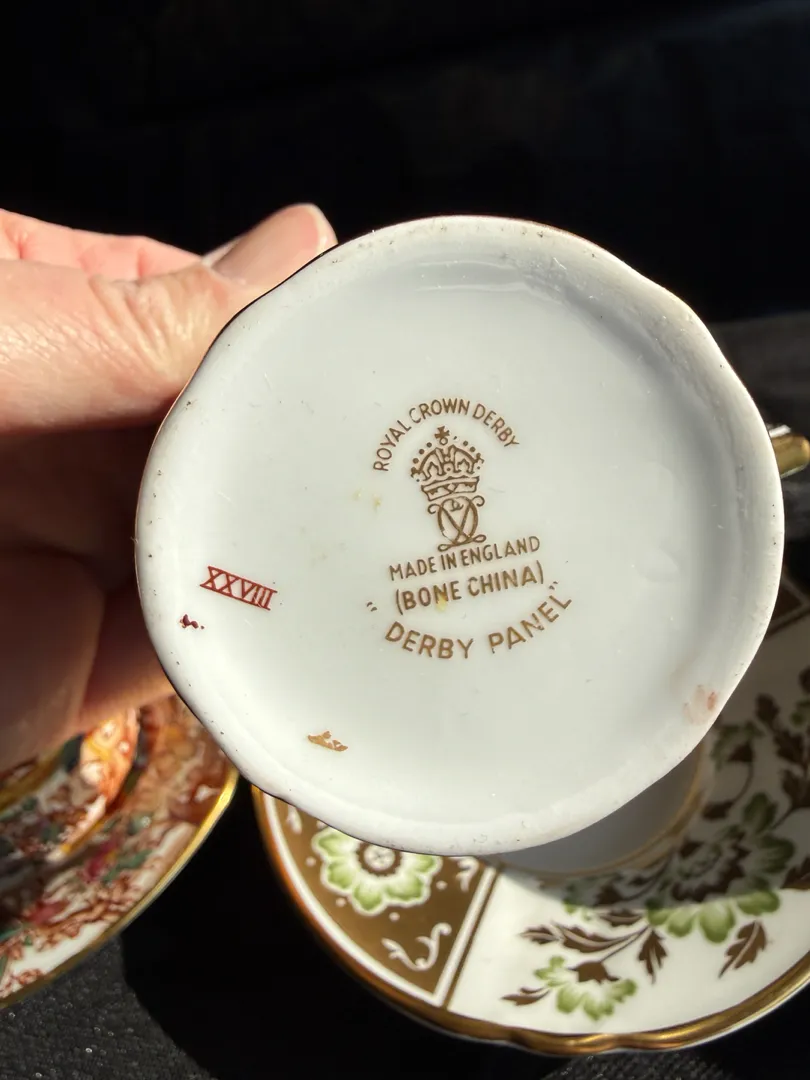 ROYAL CROWN DERBY
MADE IN ENGLAND
(BONE CHINA)
"DERBY PANEL"
XXVIII